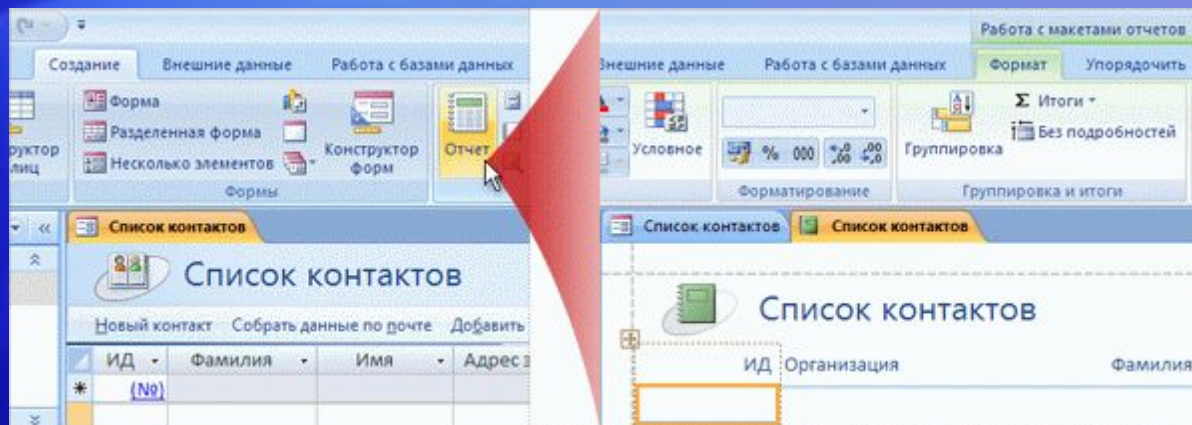 Создание Внешние данные Работа с базами данных
Форма
Разделенная форма
Несколько элементов
Конструктор
форм
Отчет
Формы
Список контактов
Список контактов
Новый контакт Собрать данные по почте Добавить
ИД Фамилия Имя Адрес
* (№)
Работа с макетами отчетов
Внешние данные Работа с базами данных Формат Упорядочить
Условное
% 000
Группировка
Σ Итоги
Без подробностей
Форматирование
Группировка и итоги
Список контактов Список контактов
Список контактов
ИД Организация Фамилия